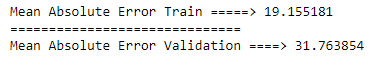 Mean Absolute Error Train =====> 19.155181
==============================
Mean Absolute Error Validation ====> 31.763854